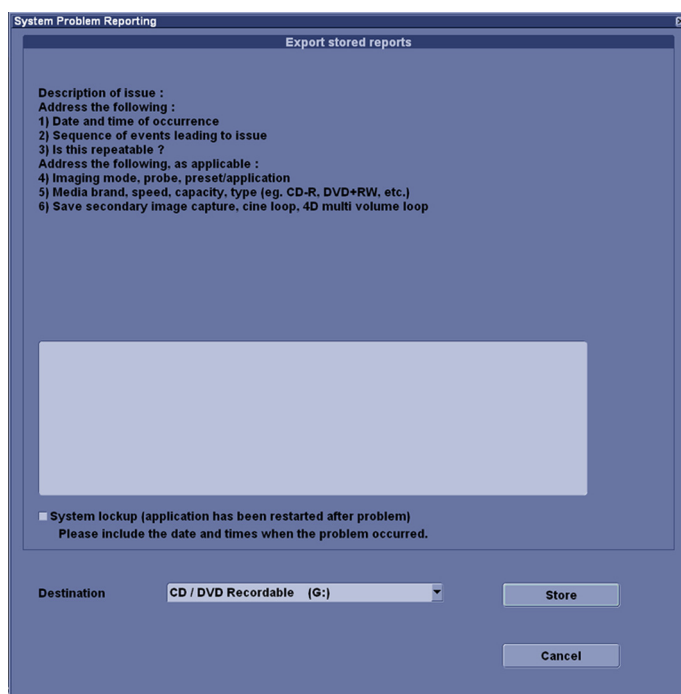 System Problem Reporting
Export stored reports
Description of issue :
Address the following :
1) Date and time of occurrence
2) Sequence of events leading to issue
3) Is this repeatable ?
Address the following, as applicable :
4) Imaging mode, probe, preset/application
5) Media brand, speed, capacity, type (eg. CD-R, DVD+RW, etc.)
6) Save secondary image capture, cine loop, 4D multi volume loop
System lockup (application has been restarted after problem)
Please include the date and times when the problem occurred.
Destination CD / DVD Recordable (G:) Store
Cancel